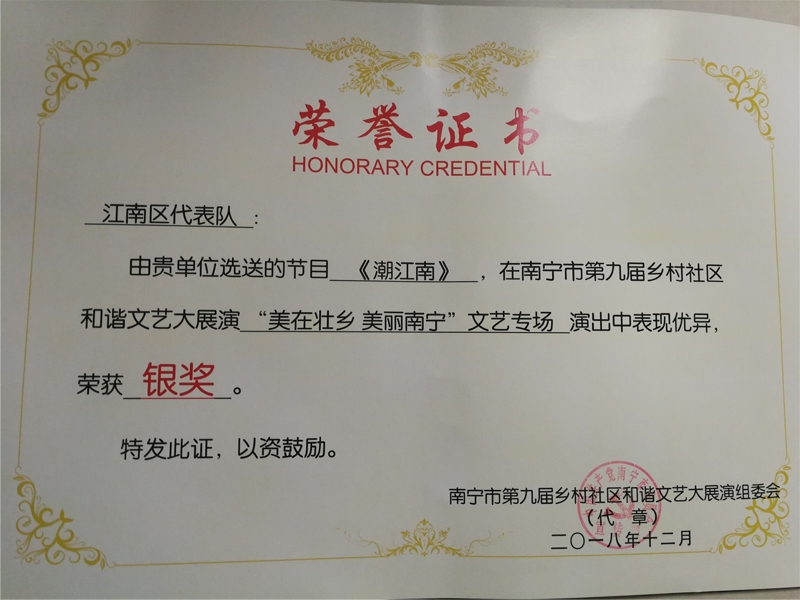 荣誉证书
HONORARY CREDENTIAL
江南区代表队：
由贵单位选送的节目《潮江南》，在南宁市第九届乡村社区
和谐文艺大展演“美在壮乡 美丽南宁”文艺专场演出中表现优异，
荣获银奖。
特发此证，以资鼓励。
南宁市第九届乡村社区和谐文艺大展演组委会
（代 章）
二〇一八年十二月